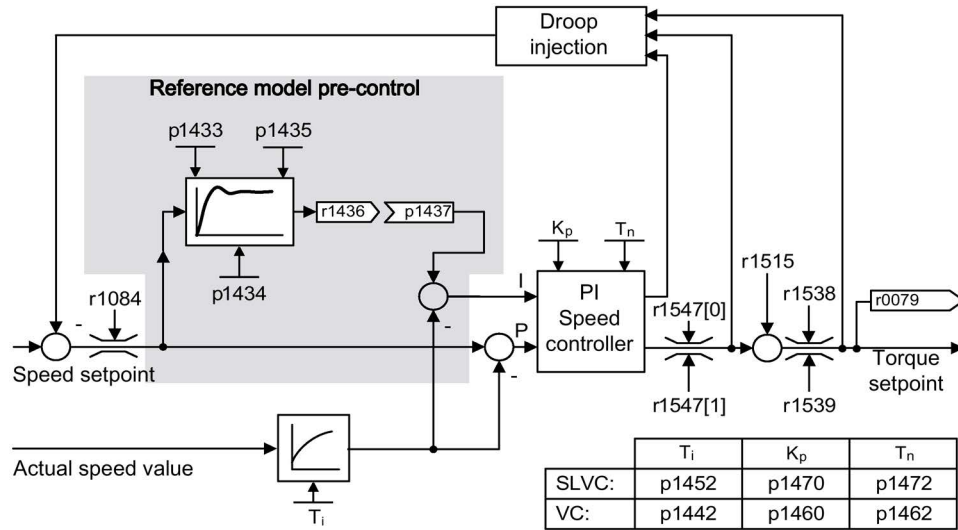 Droop
injection
Reference model pre-control
p1433
p1435
r1436
p1437
p1434
Kp
Tn
r1084
I
PI
Speed
controller
P
r1547[0]
r1515
r1538
r0079
-
-
-
Speed setpoint
Torque
setpoint
r1547[1]
r1539
Actual speed value
Ti
Ti Kp Tn
SLVC: p1452 p1470 p1472
VC: p1442 p1460 p1462